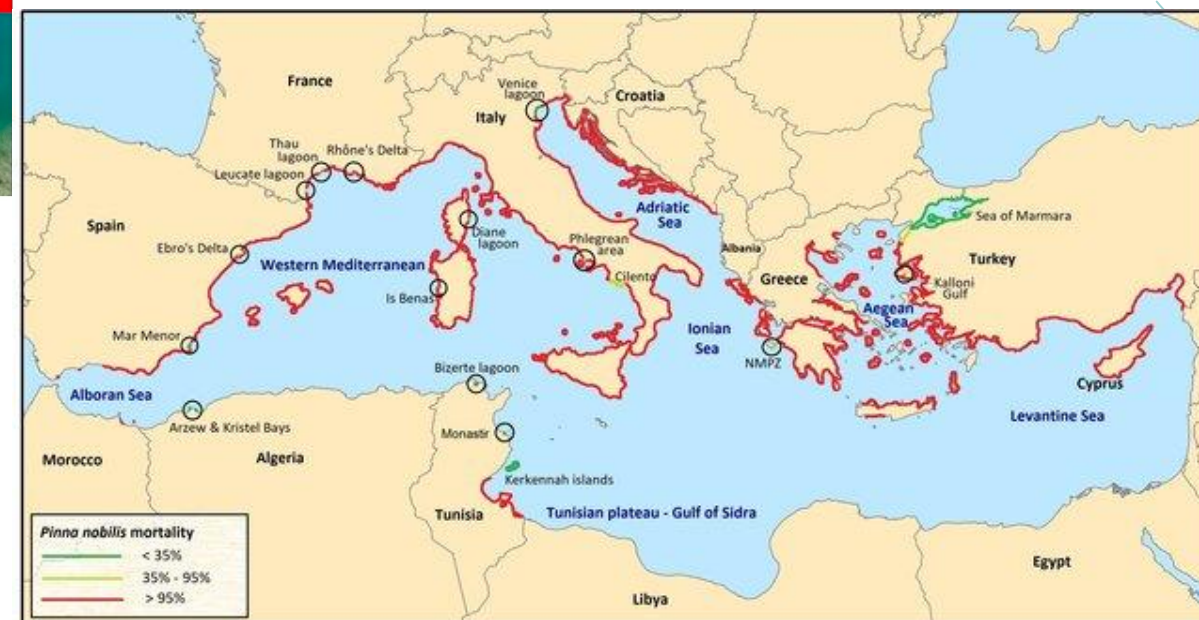 France
Venice
lagoon
Croatia
Italy
Thau
lagoon
Rhône's Delta
Leucate lagoon
Spain
Adriatic
Sea
Sea of Marmara
Diane
lagoon
Phlegrean
area
Albania
Ebro's Delta
Western Mediterranean
Cilento
Greece
Turkey
Kalloni
Gulf
Is Benas
Aegean
Sea
Ionian
Sea
Mar Menor
NMPZ
Bizerte lagoon
Cyprus
Alboran Sea
Levantine Sea
Arzew & Kristel Bays
Monastir
Morocco
Algeria
Kerkennah islands
Tunisia
Tunisian plateau - Gulf of Sidra
Pinna nobilis mortality
< 35%
35% - 95%
> 95%
Egypt
Libya